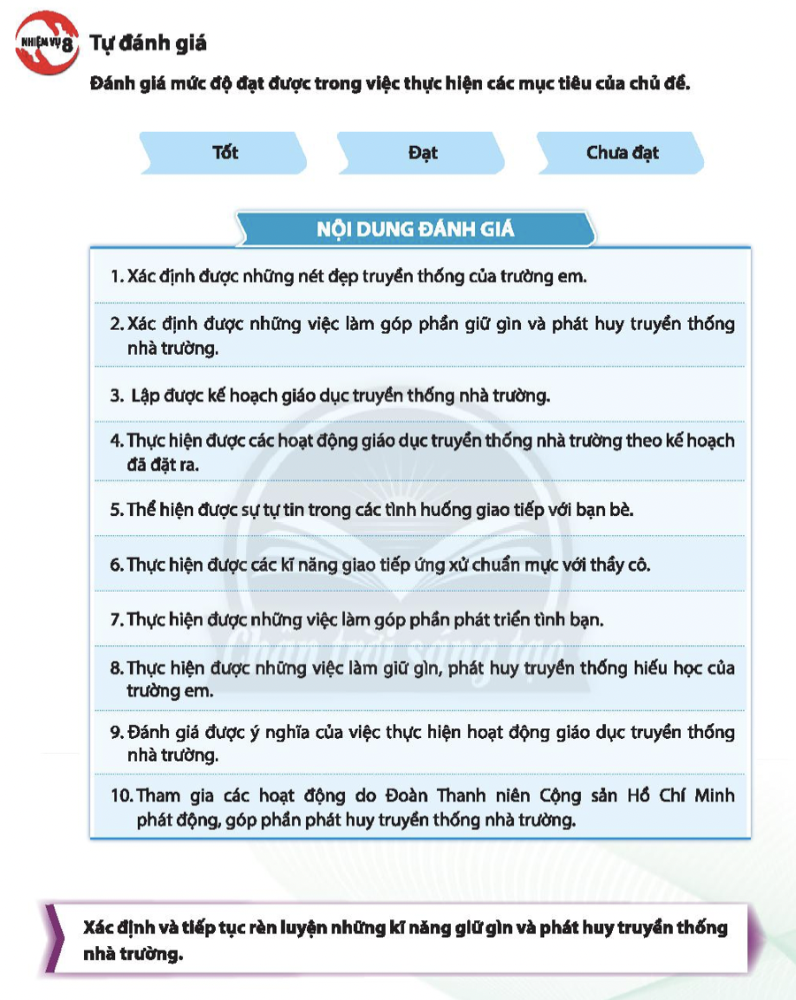 NHIỆM VỤ 8 Tự đánh giá
Đánh giá mức độ đạt được trong việc thực hiện các mục tiêu của chủ đề.
Tốt Đạt Chưa đạt
NỘI DUNG ĐÁNH GIÁ
1. Xác định được những nét đẹp truyền thống của trường em.
2. Xác định được những việc làm góp phần giữ gìn và phát huy truyền thống
nhà trường.
3. Lập được kế hoạch giáo dục truyền thống nhà trường.
4. Thực hiện được các hoạt động giáo dục truyền thống nhà trường theo kế hoạch
đã đặt ra.
5. Thể hiện được sự tự tin trong các tình huống giao tiếp với bạn bè.
6. Thực hiện được các kĩ năng giao tiếp ứng xử chuẩn mực với thầy cô.
7. Thực hiện được những việc làm góp phần phát triển tình bạn.
Chân trời sáng tạo
8. Thực hiện được những việc làm giữ gìn, phát huy truyền thống hiếu học của
trường em.
9. Đánh giá được ý nghĩa của việc thực hiện hoạt động giáo dục truyền thống
nhà trường.
10. Tham gia các hoạt động do Đoàn Thanh niên Cộng sản Hồ Chí Minh
phát động, góp phần phát huy truyền thống nhà trường.
Xác định và tiếp tục rèn luyện những kĩ năng giữ gìn và phát huy truyền thống
nhà trường.